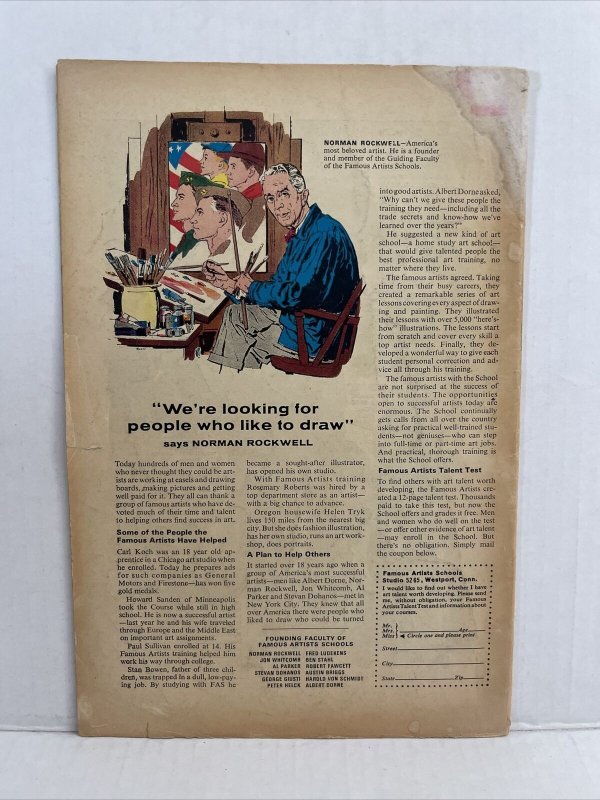 NORMAN ROCKWELL—America's
most beloved artist. He is a founder
and member of the Guiding Faculty
of the Famous Artists Schools.
"We're looking for
people who like to draw"
says NORMAN ROCKWELL
Today hundreds of men and women
who never thought they could be art-
ists are working at easels and drawing
boards, making pictures and getting
well paid for it. They all can thank a
group of famous artists who have de-
voted much of their time and talent
to helping others find success in art.
Some of the People the
Famous Artists Have Helped
Carl Koch was an 18 year old ap-
prentice in a Chicago art studio when
he enrolled. Today he prepares ads
for such companies as General
Motors and Firestone—has won five
gold medals.
Howard Sanden of Minneapolis
took the Course while still in high
school. He is now a successful artist
—last year he and his wife traveled
through Europe and the Middle East
on important art assignments.
Paul Sullivan enrolled at 14. His
Famous Artists training helped him
work his way through college.
Stan Bowen, father of three chil-
dren, was trapped in a dull, low-pay-
ing job. By studying with FAS he
became a sought-after illustrator,
has opened his own studio.
With Famous Artists training
Rosemary Roberts was hired by a
top department store as an artist—
with a big chance to advance.
Oregon housewife Helen Tryk
lives 150 miles from the nearest big
city. But she does fashion illustration,
has her own studio, runs an art work-
shop, does portraits.
A Plan to Help Others
It started over 18 years ago when a
group of America's most successful
artists—men like Albert Dorne, Nor-
man Rockwell, Jon Whitcomb, Al
Parker and Stevan Dohanos—met in
New York City. They knew that all
over America there were people who
liked to draw who could be turned
FOUNDING FACULTY OF
FAMOUS ARTISTS SCHOOLS
NORMAN ROCKWELL FRED LUDEKENS
JON WHITCOMB BEN STAHL
AL PARKER ROBERT FAWCETT
STEVAN DOHANOS AUSTIN BRIGGS
GEORGE GIUSTI HAROLD VON SCHMIDT
PETER HELCK ALBERT DORNE
into good artists. Albert Dorne asked,
"Why can't we give these people the
training they need—including all the
trade secrets and know-how we've
learned over the years?"
He suggested a new kind of art
school—a home study art school—
that would give talented people the
best professional art training, no
matter where they live.
The famous artists agreed. Taking
time from their busy careers, they
created a remarkable series of art
lessons covering every aspect of draw-
ing and painting. They illustrated
their lessons with over 5,000 "here's-
how" illustrations. The lessons start
from scratch and cover every skill a
top artist needs. Finally, they de-
veloped a wonderful way to give each
student personal correction and ad-
vice all through his training.
The famous artists with the School
are not surprised at the success of
their students. The opportunities
open to successful artists today are
enormous. The School continually
gets calls from all over the country
asking for practical well-trained stu-
dents—not geniuses—who can step
into full-time or part-time art jobs.
And practical, thorough training is
what the School offers.
Famous Artists Talent Test
To find others with art talent worth
developing, the Famous Artists cre-
ated a 12-page talent test. Thousands
paid to take this test, but now the
School offers and grades it free. Men
and women who do well on the test
—or offer other evidence of art talent
—may enroll in the School. But
there's no obligation. Simply mail
the coupon below.
Famous Artists Schools
Studio 5745, Westport, Conn.
I would like to find out whether I have
art talent worth developing. Please send
me, without obligation, your Famous
Artists Talent Test and information about
your courses.
Mr.
Mrs. Age
Miss Circle one and please print
Street
City
State Zip